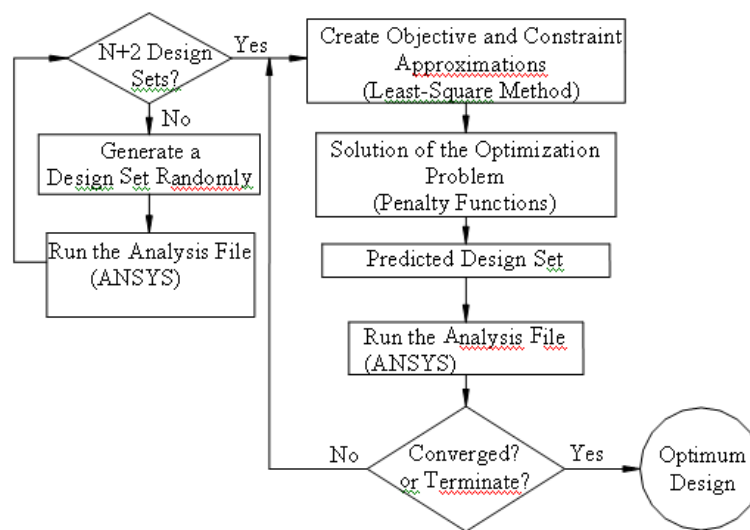 N+2 Design
Sets?
Yes
No
Generate a
Design Set Randomly
Run the Analysis File
(ANSYS)
Create Objective and Constraint
Approximations
(Least-Square Method)
Solution of the Optimization
Problem
(Penalty Functions)
Predicted Design Set
Run the Analysis File
(ANSYS)
Converged?
or Terminate?
No
Yes
Optimum
Design